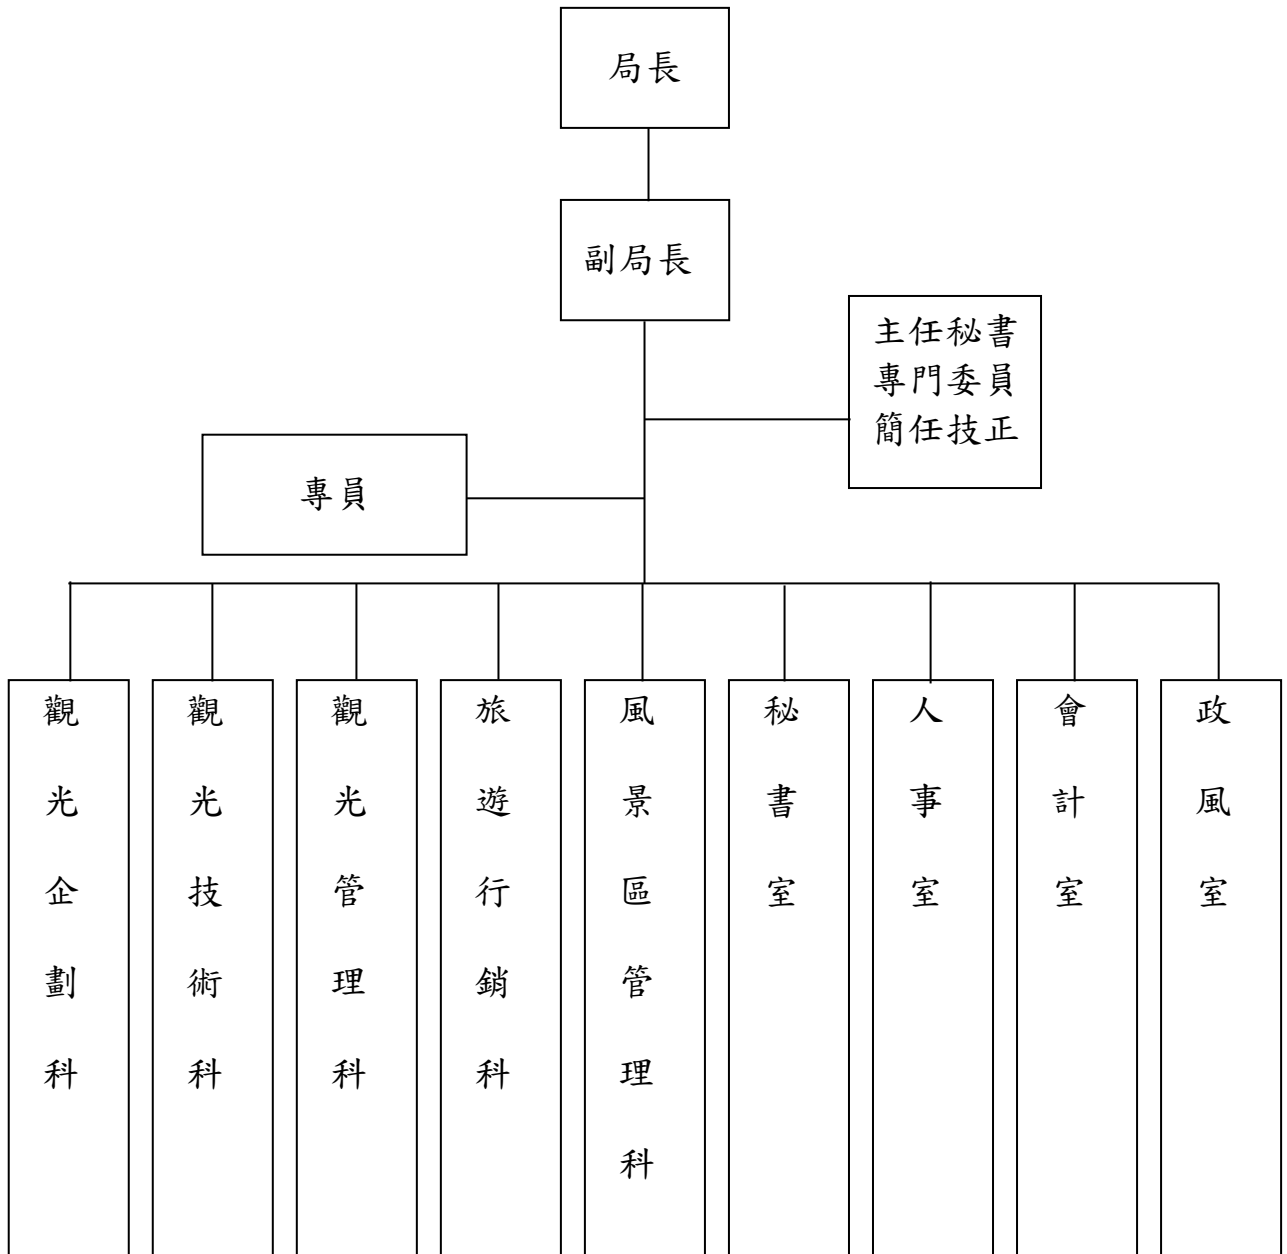 局長
副局長
主任秘書
專門委員
簡任技正
專員
觀光企劃科
觀光技術科
觀光管理科
旅遊行銷科
風景區管理科
秘書室
人事室
會計室
政風室